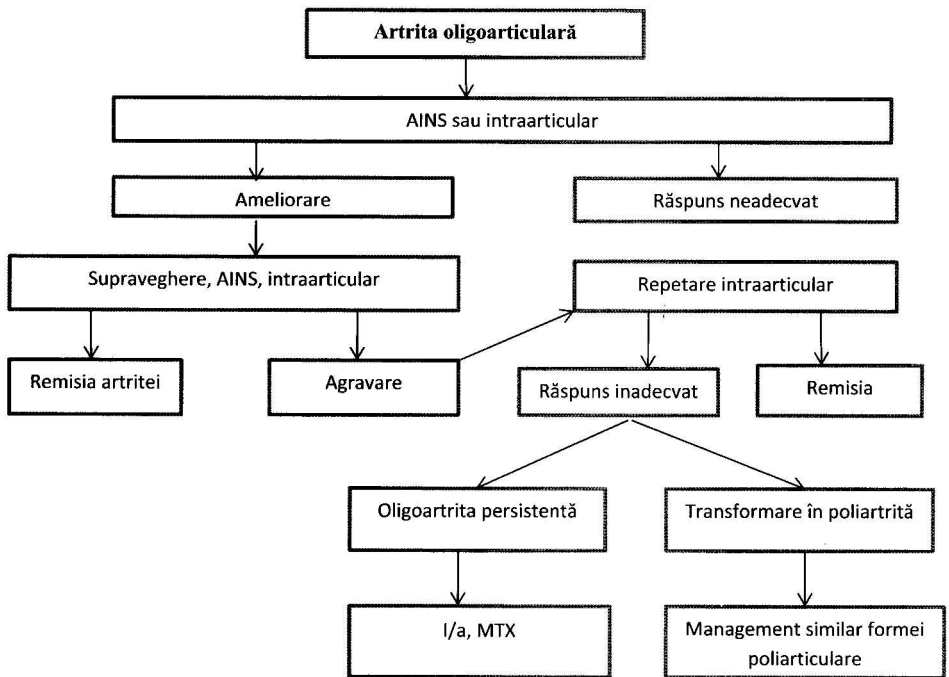 Artrita oligoarticulară
AINS sau intraarticular
Ameliorare
Răspuns neadecvat
Supraveghere, AINS, intraarticular
Repetare intraarticular
Remisia artritei
Agravare
Răspuns inadecvat
Remisia
Oligoartrita persistentă
Transformare în poliartrită
I/a, MTX
Management similar formei
poliarticulare